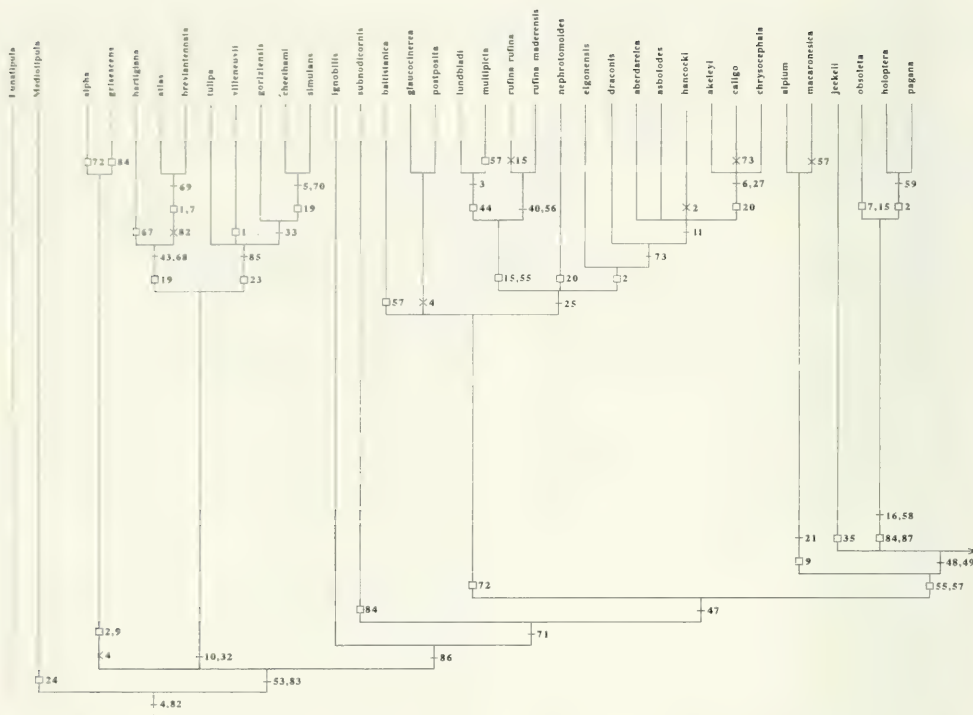 Lunatipula
Mediotipula
alpha
grisescens
hartigiana
atlas
breviantennata
tulipa
villeneuvii
goriziensis
cheethami
simulans
ignobilis
subnodicornis
balisianica
glaucocinerea
postposita
lundbladi
multipicta
rufina rufina
rufina maderensis
nephrotomoides
elgonensis
draconis
aberdareica
asbolodes
hancocki
akeleyi
caligo
chrysocephala
alpium
macaronesica
jeekeli
obsoleta
holoptera
pagana
72
84
57
15
73
57
69
3
5,70
6,27
59
1,7
19
44
40,56
2
20
7,15
2
67
82
1
33
11
43,68
85
73
19
23
15,55
20
2
57
4
25
16,58
21
35
84,87
9
48,49
72
55,57
84
47
2,9
71
4
10,32
86
24
53,83
4,82